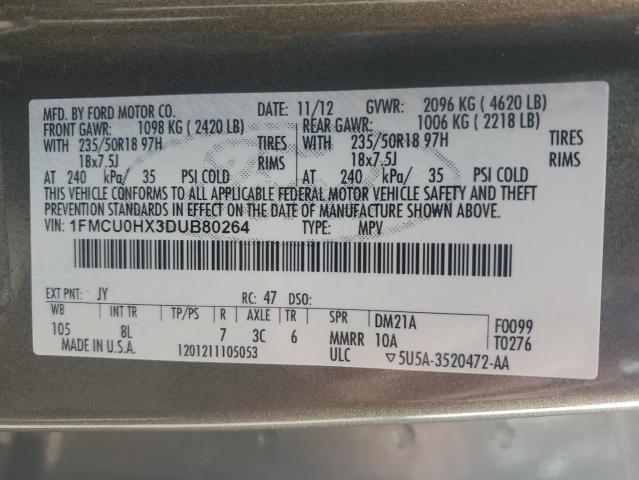 MFD. BY FORD MOTOR CO. DATE: 11/12 GVWR: 2096 KG ( 4620 LB)
FRONT GAWR: 1098 KG ( 2420 LB) REAR GAWR: 1006 KG ( 2218 LB)
WITH 235/50R18 97H TIRES WITH 235/50R18 97H TIRES
18x7.5J RIMS 18x7.5J RIMS
AT 240 kPa/ 35 PSI COLD AT 240 kPa/ 35 PSI COLD
THIS VEHICLE CONFORMS TO ALL APPLICABLE FEDERAL MOTOR VEHICLE SAFETY AND THEFT
PREVENTION STANDARDS IN EFFECT ON THE DATE OF MANUFACTURE SHOWN ABOVE.
VIN: 1FMCU0HX3DUB80264 TYPE: MPV
EXT PNT: JY RC: 47 DSO:
WB INT TR TP/PS R AXLE TR SPR DM21A F0099
105 8L 7 3C 6 MMRR 10A T0276
MADE IN U.S.A. 1201211105053 ULC ▽5U5A-3520472-AA